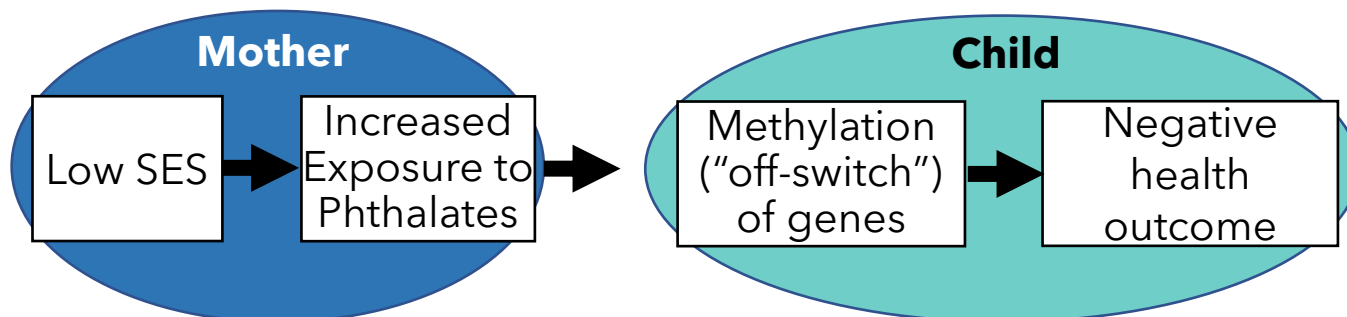 Mother
Low SES
Increased
Exposure to
Phthalates
Child
Methylation
(“off-switch”)
of genes
Negative
health
outcome